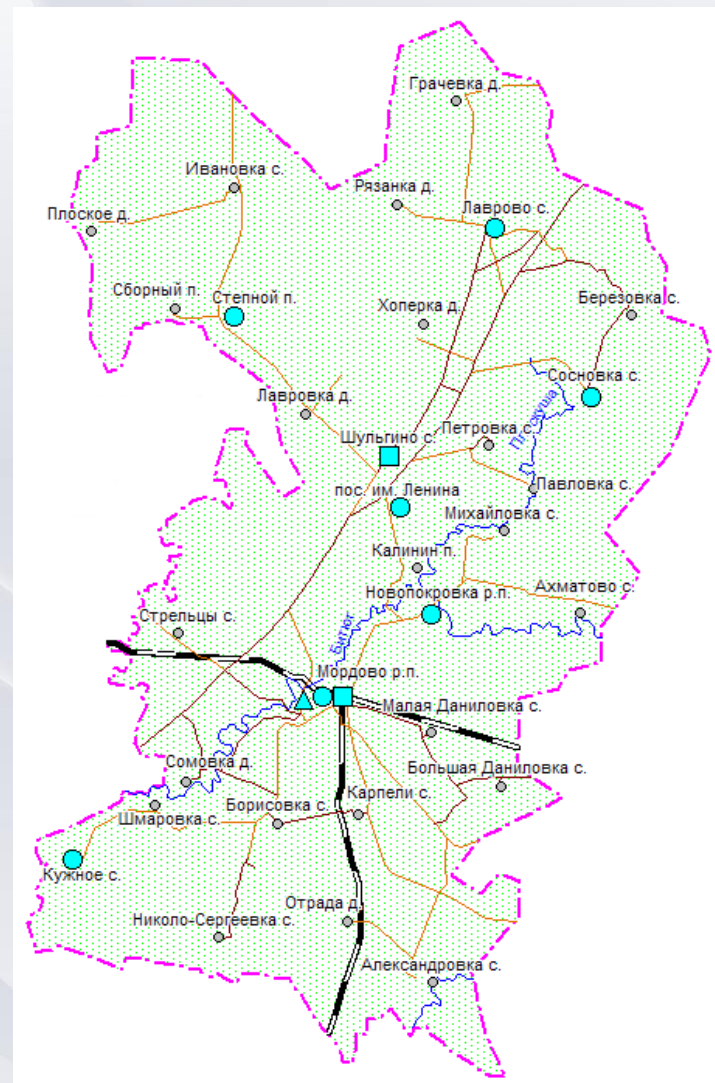 Грачевка д.
Ивановка с.
Рязанка д.
Лаврово с.
Плоское д.
Сборный п.
Степной п.
Хоперка д.
Березовка с.
Сосновка с.
Лавровка д.
Шульгино с.
Петровка с.
пос. им. Ленина
Павловка с.
Михайловка с.
Калинин п.
Новопокровка р.п.
Ахматово с.
Стрельцы с.
Битюг
Мордово р.п.
Малая Даниловка с.
Сомовка д.
Большая Даниловка с.
Шмаровка с.
Борисовка с.
Карпели с.
Кужное с.
Николо-Сергеевка с.
Отрада д.
Александровка с.